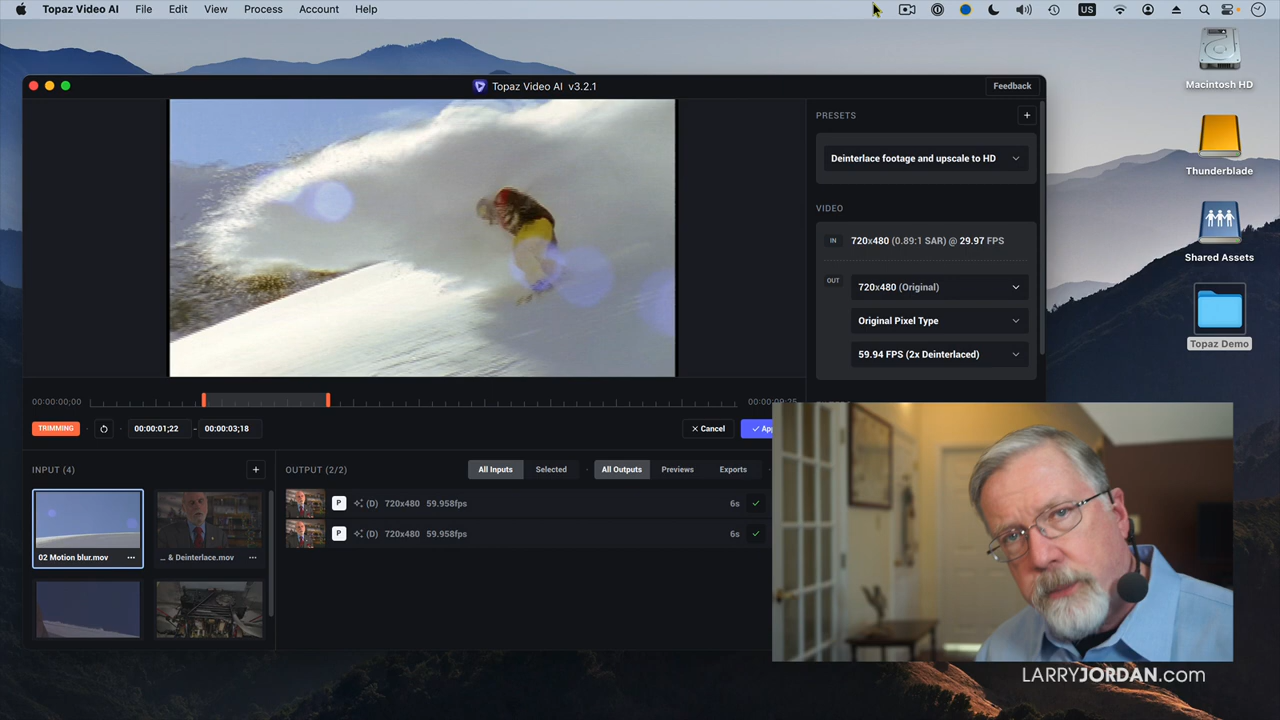 Topaz Video AI File Edit View Process Account Help
US
Macintosh HD
Thunderblade
Shared Assets
Topaz Demo
Topaz Video AI v3.2.1
Feedback
PRESETS
+
Deinterlace footage and upscale to HD
VIDEO
IN 720x480 (0.89:1 SAR) @ 29.97 FPS
OUT 720x480 (Original)
Original Pixel Type
59.94 FPS (2x Deinterlaced)
00:00:00;00
TRIMMING 00:00:01;22 - 00:00:03;18
Cancel
INPUT (4)
+
02 Motion blur.mov ...
... & Deinterlace.mov ...
OUTPUT (2/2)
All Inputs Selected All Outputs Previews Exports
P (D) 720x480 59.958fps 6s
P (D) 720x480 59.958fps 6s
LARRYJORDAN.com